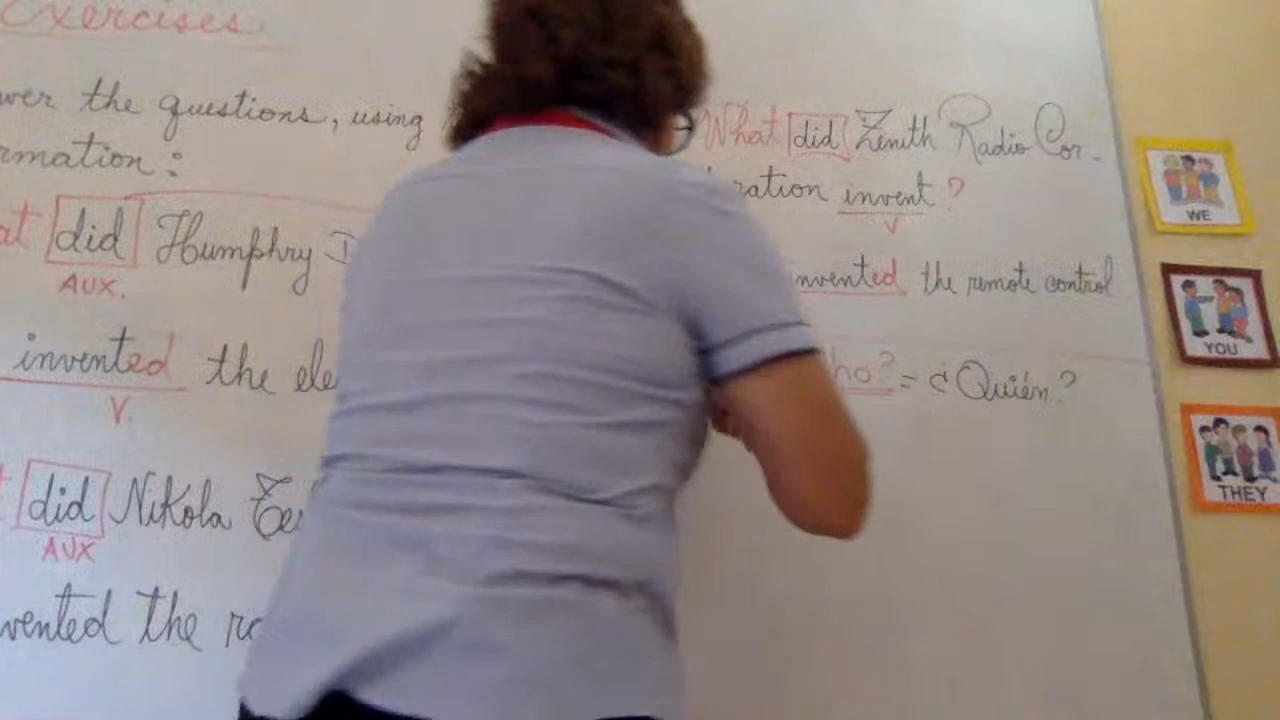 Exercises
wer the questions, using
rmation:
at did Humphry D
AUX.
invented the ele
V.
did Nikola Tes
AUX
vented the ra
What did Zenith Radio Cor-
ration invent?
V
invented the remote control
ho? = ¿Quién?
WE
YOU
THEY